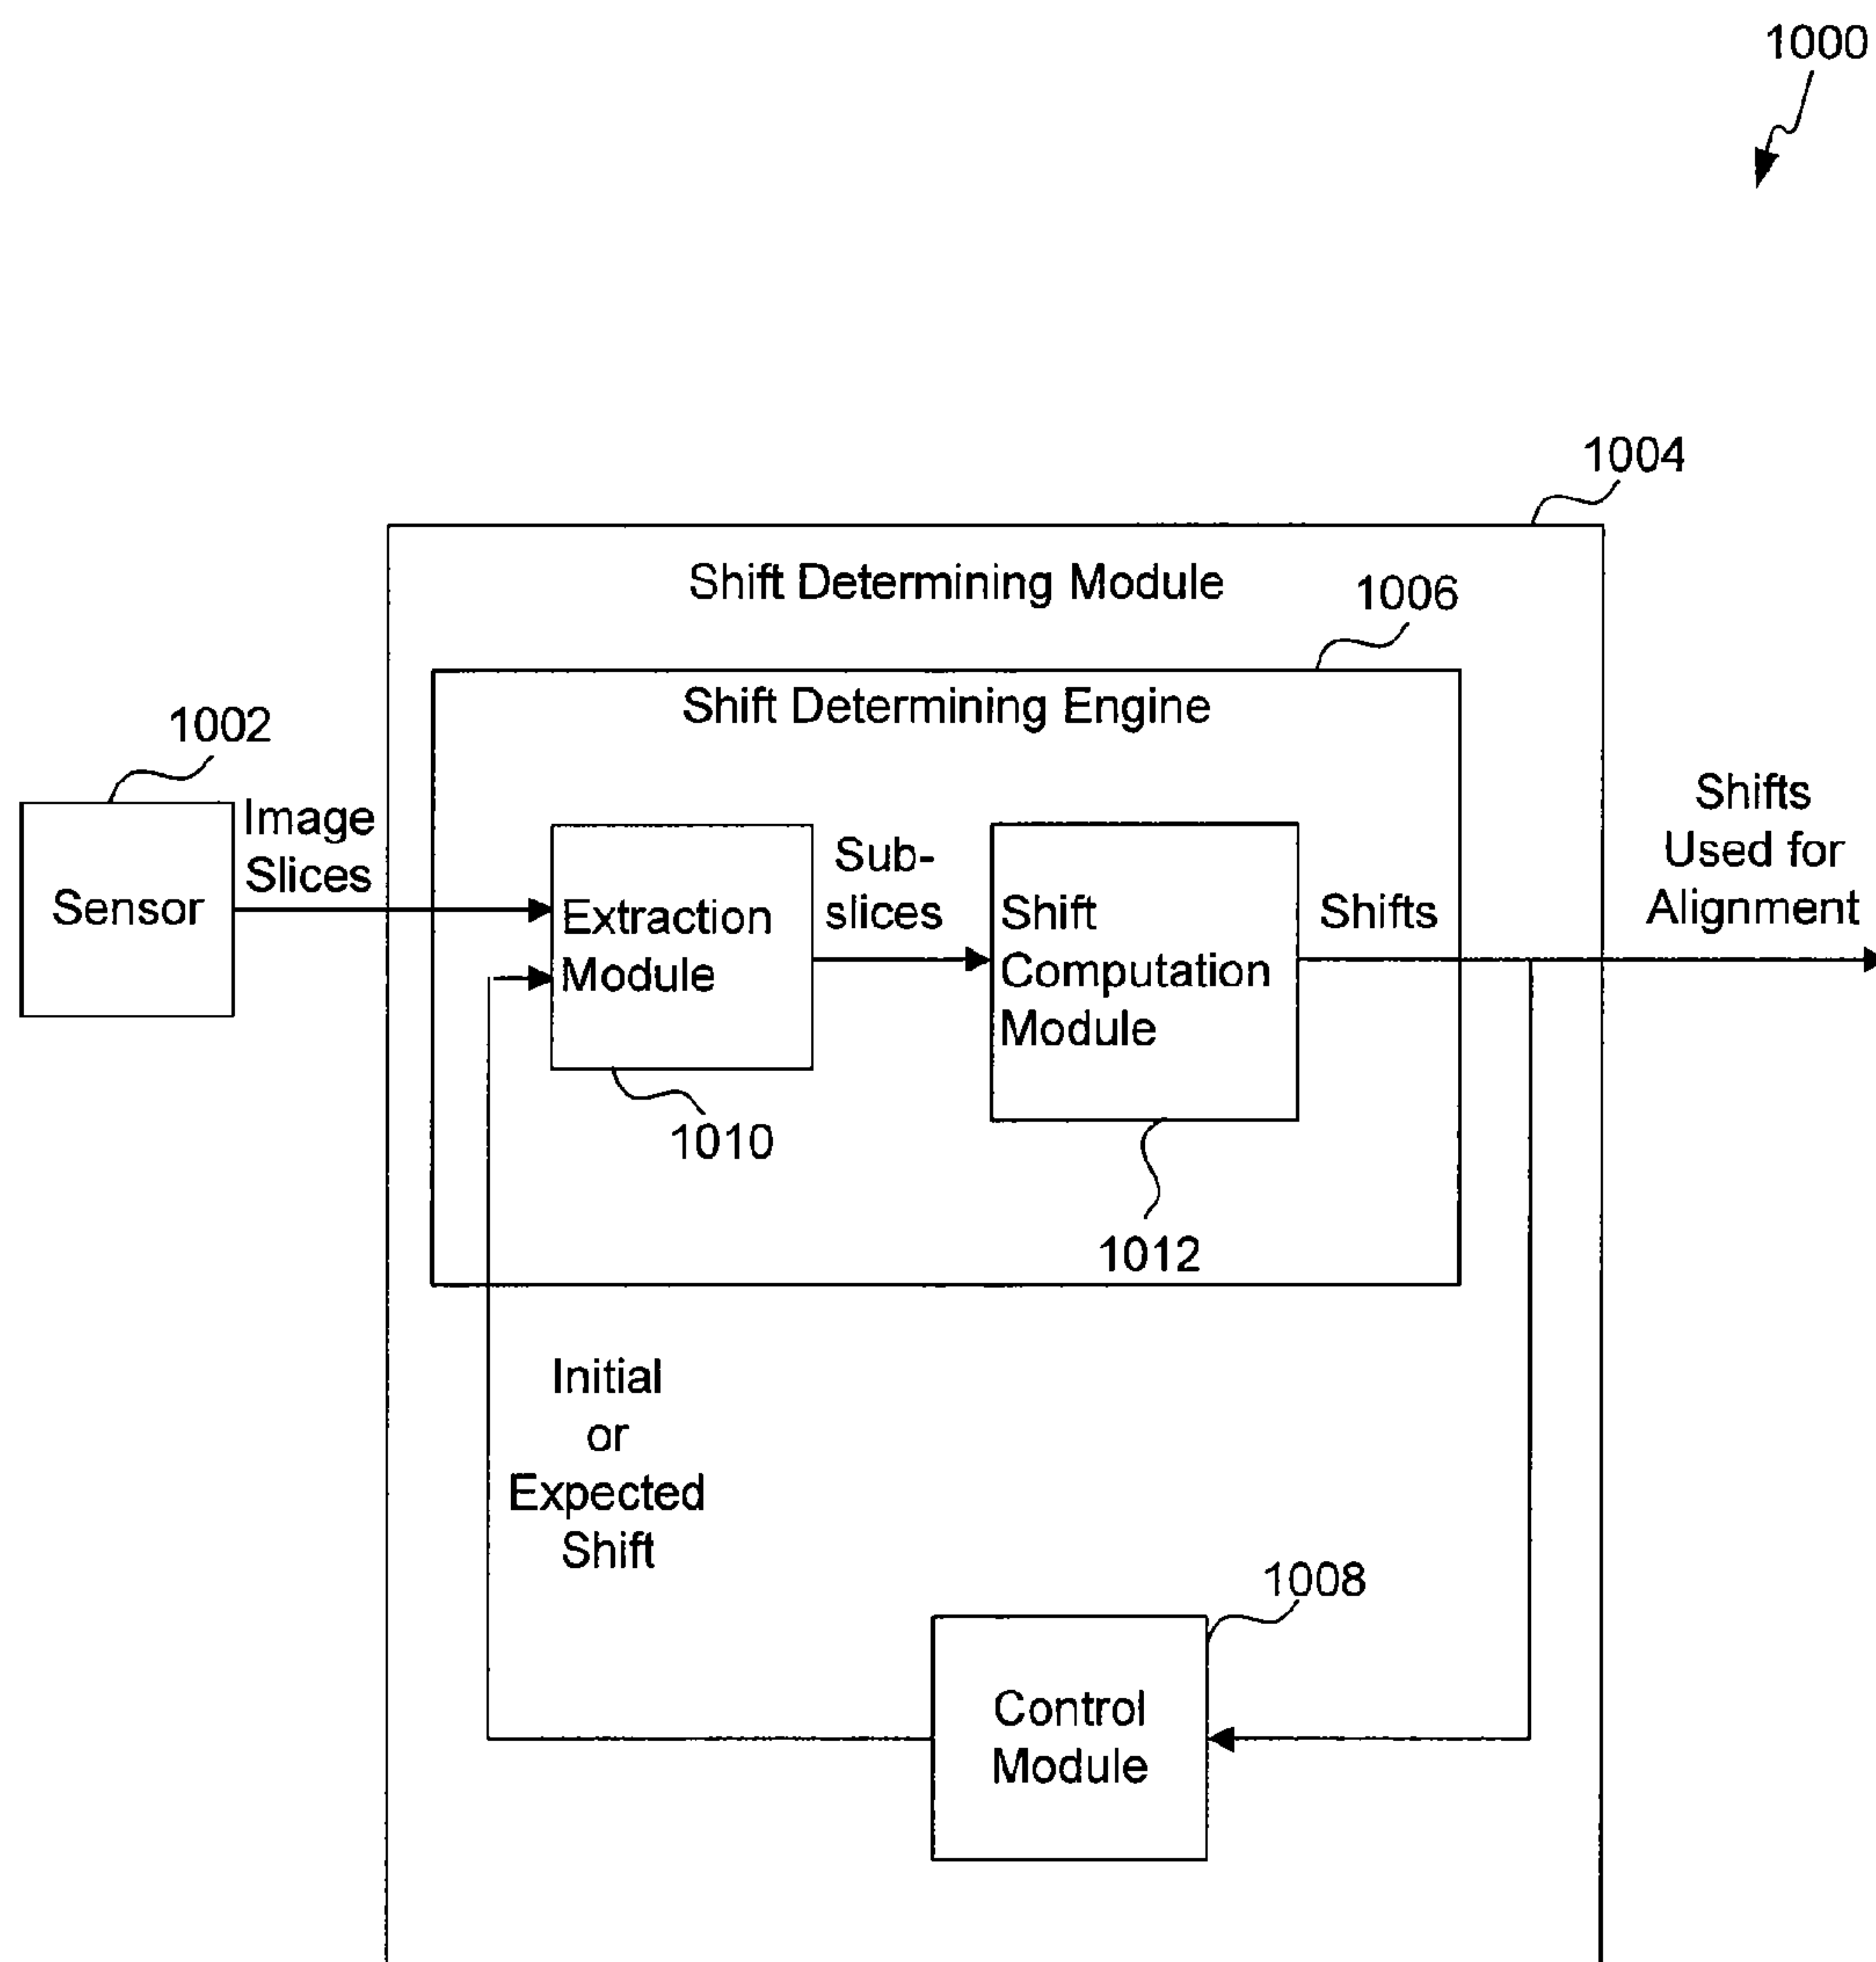 1000
1004
Shift Determining Module
1006
Shift Determining Engine
1002
Sensor
Image
Slices
Extraction
Module
1010
Sub-
slices
Shift
Computation
Module
1012
Shifts
Shifts
Used for
Alignment
Initial
or
Expected
Shift
1008
Control
Module